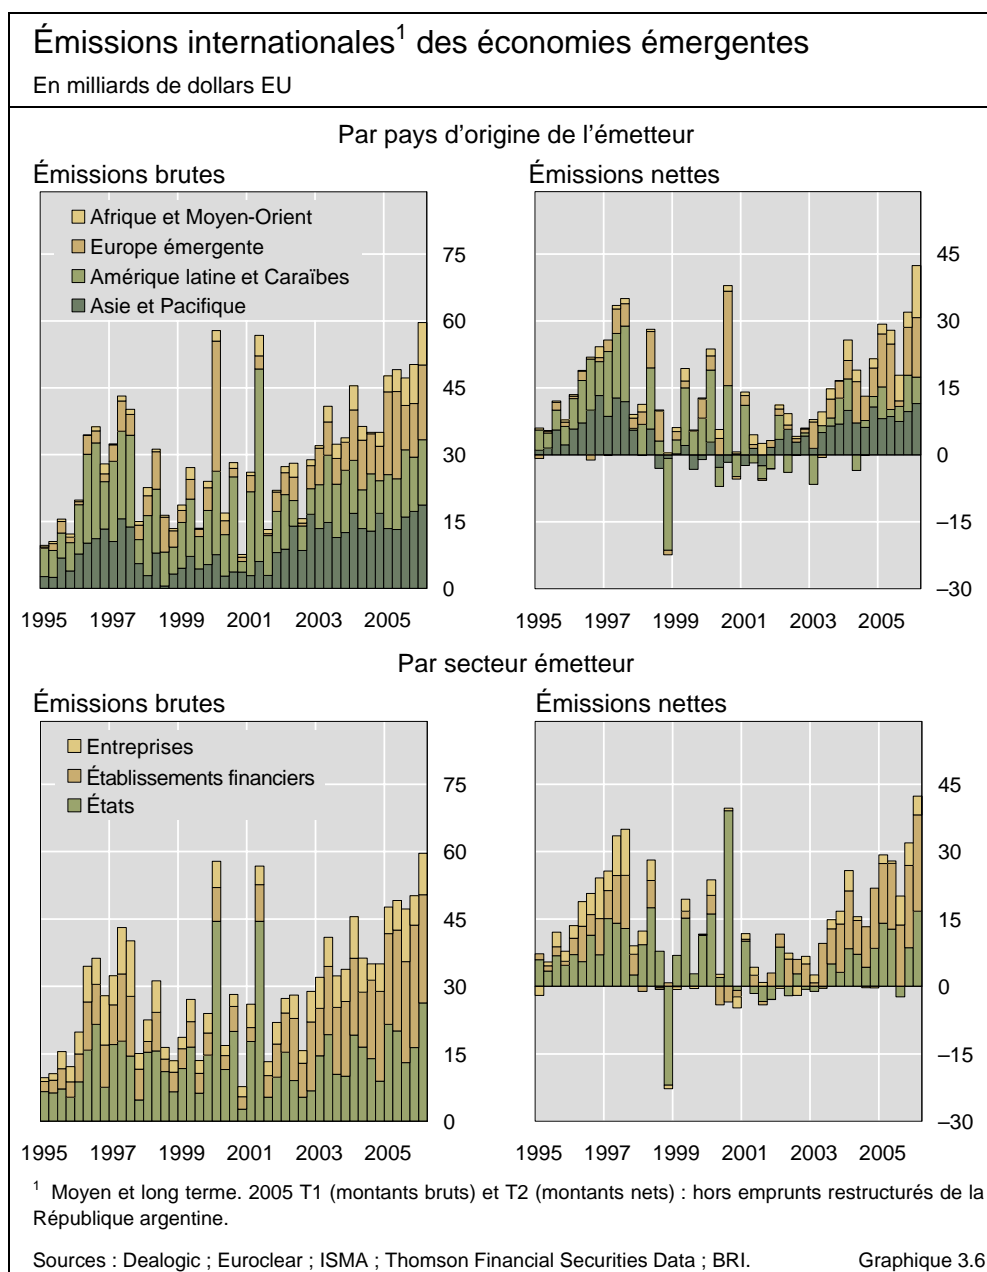 Émissions internationales¹ des économies émergentes
En milliards de dollars EU
Par pays d'origine de l'émetteur
Émissions brutes
Afrique et Moyen-Orient
Europe émergente
Amérique latine et Caraïbes
Asie et Pacifique
75
60
45
30
15
0
1995 1997 1999 2001 2003 2005
Émissions nettes
45
30
15
0
–15
–30
1995 1997 1999 2001 2003 2005
Par secteur émetteur
Émissions brutes
Entreprises
Établissements financiers
États
75
60
45
30
15
0
1995 1997 1999 2001 2003 2005
Émissions nettes
45
30
15
0
–15
–30
1995 1997 1999 2001 2003 2005
¹ Moyen et long terme. 2005 T1 (montants bruts) et T2 (montants nets) : hors emprunts restructurés de la
République argentine.
Sources : Dealogic ; Euroclear ; ISMA ; Thomson Financial Securities Data ; BRI. Graphique 3.6